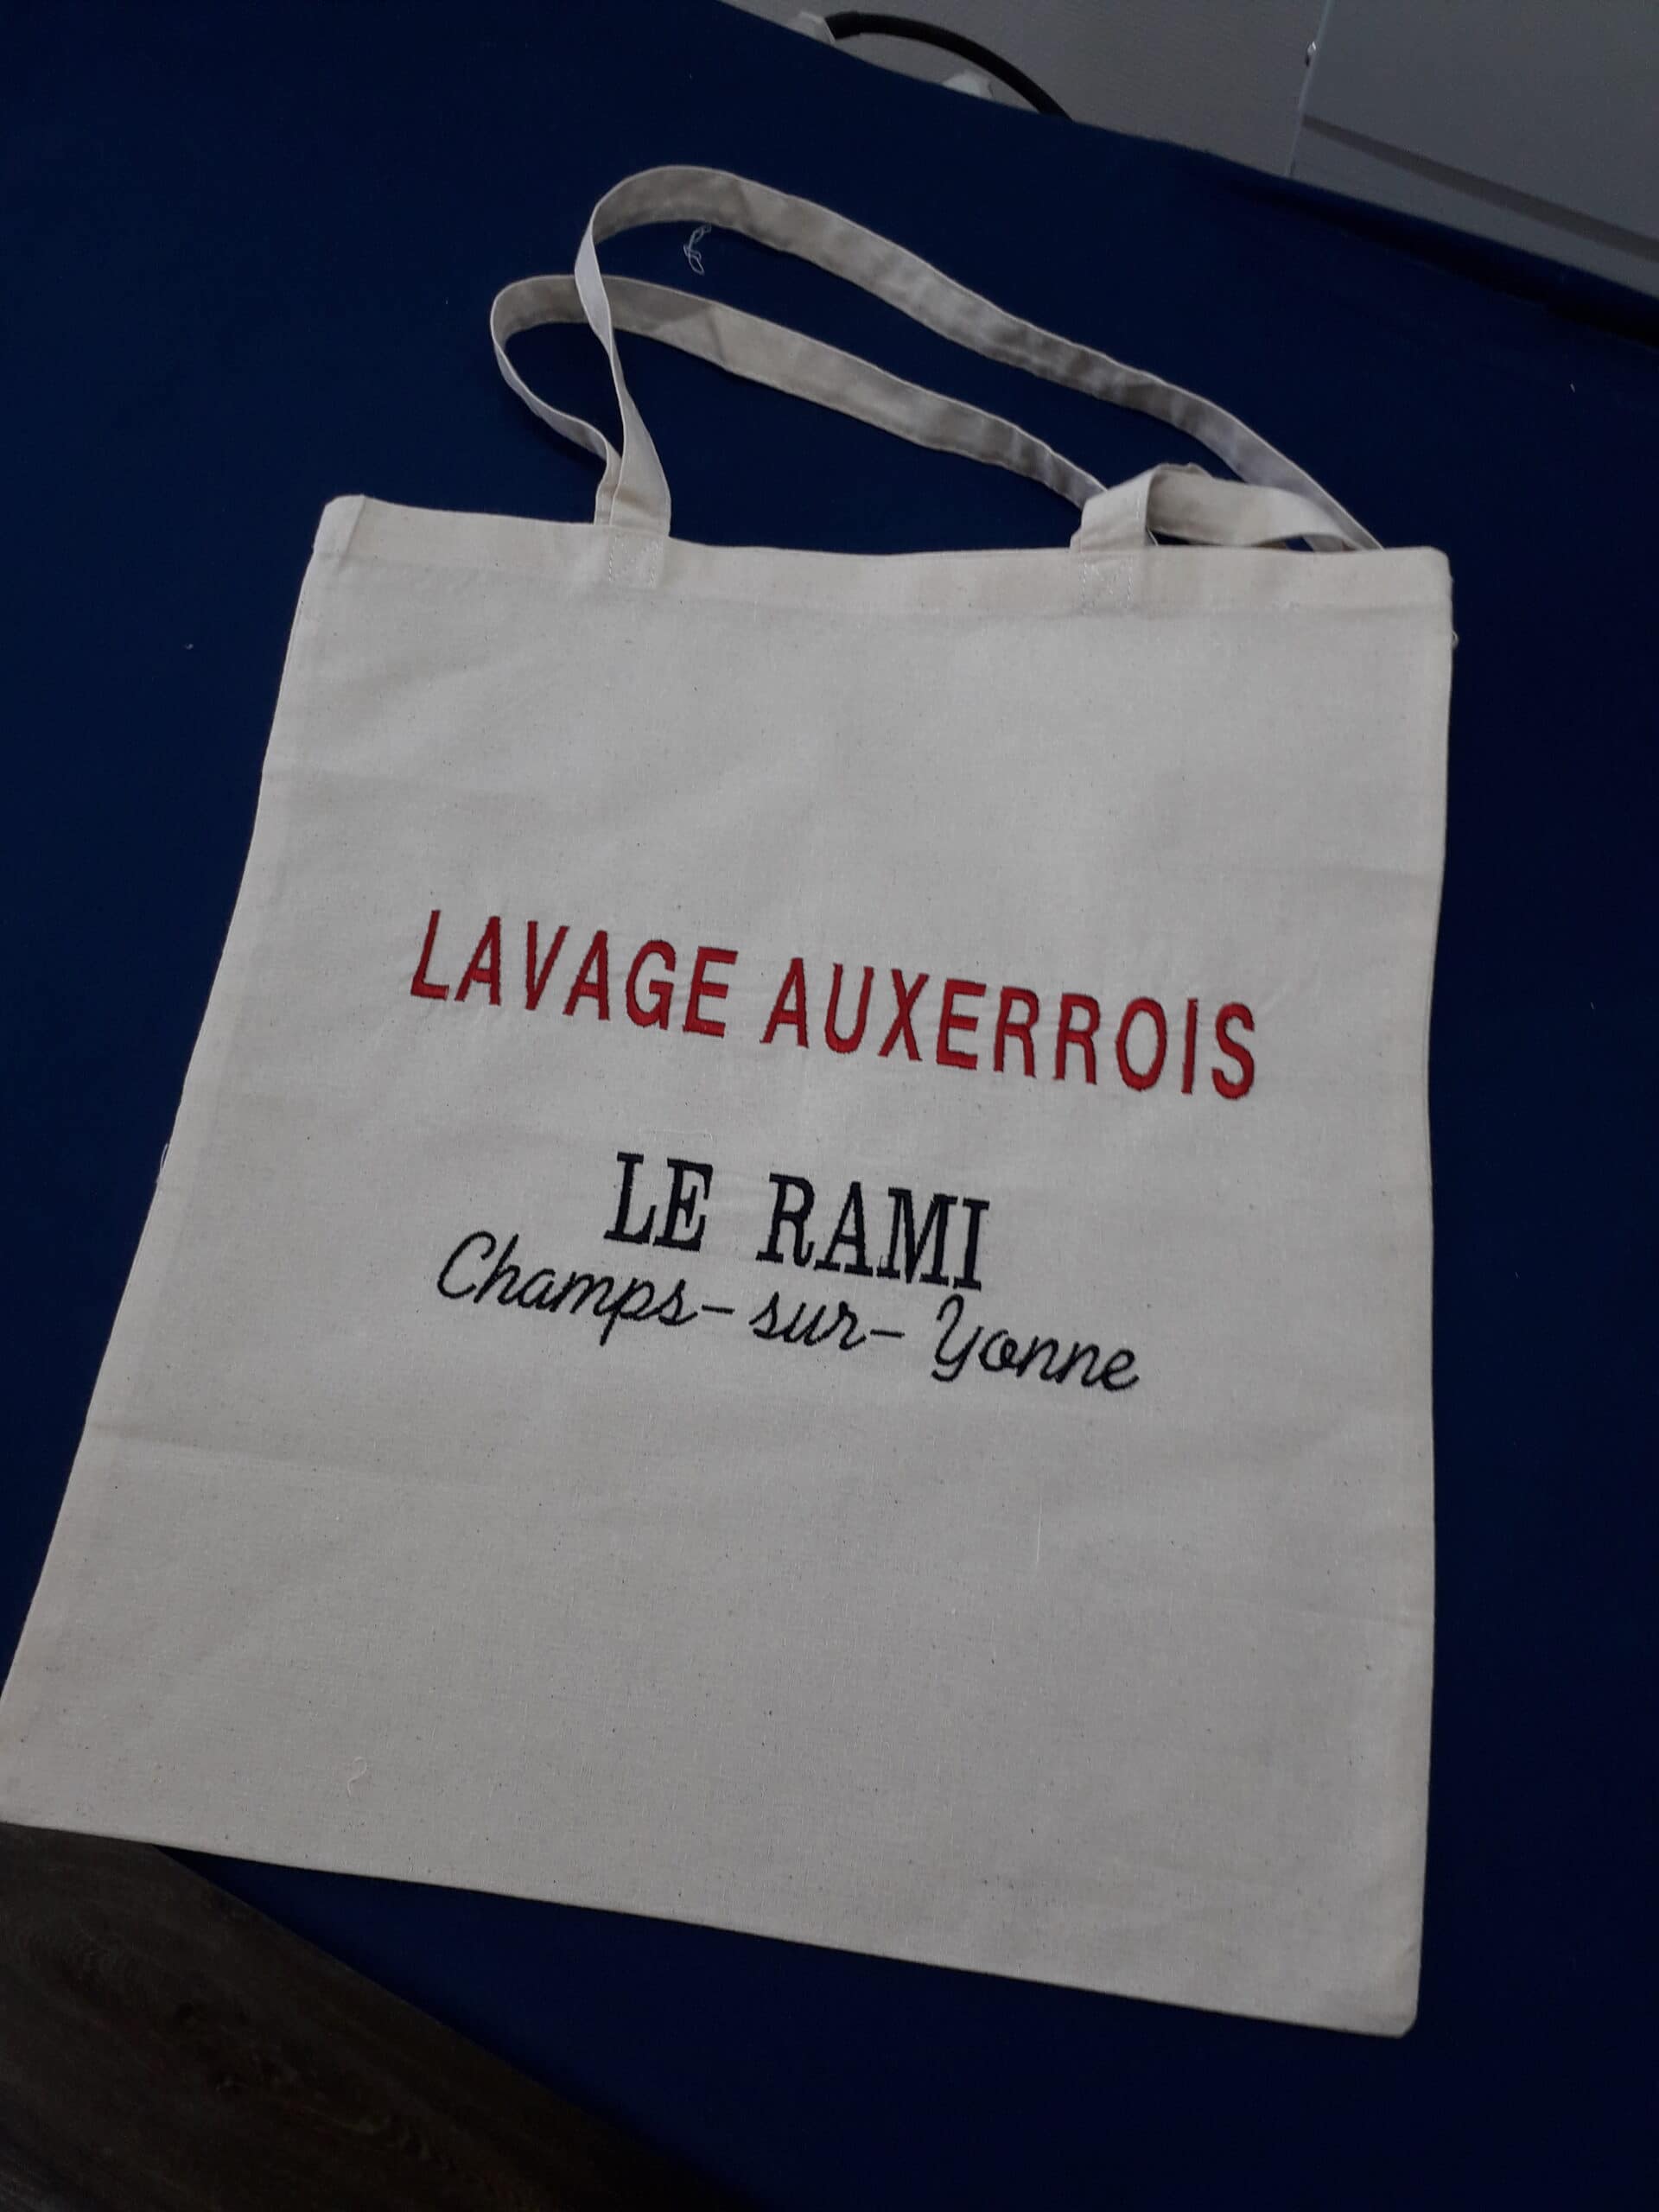 LAVAGE AUXERROIS
LE RAMI
Champs-sur-Yonne